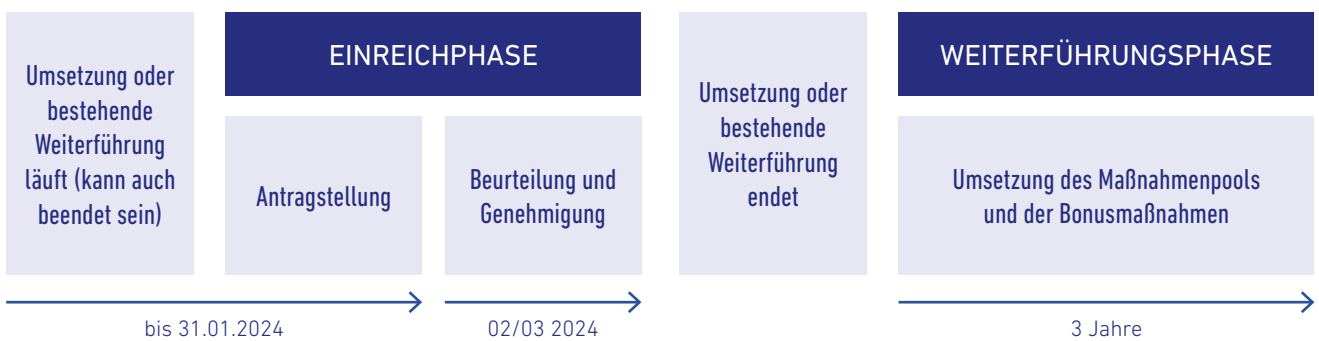 Umsetzung oder
bestehende
Weiterführung
läuft (kann auch
beendet sein)
EINREICHPHASE
Antragstellung
Beurteilung und
Genehmigung
Umsetzung oder
bestehende
Weiterführung
endet
WEITERFÜHRUNGSPHASE
Umsetzung des Maßnahmenpools
und der Bonusmaßnahmen
bis 31.01.2024
02/03 2024
3 Jahre